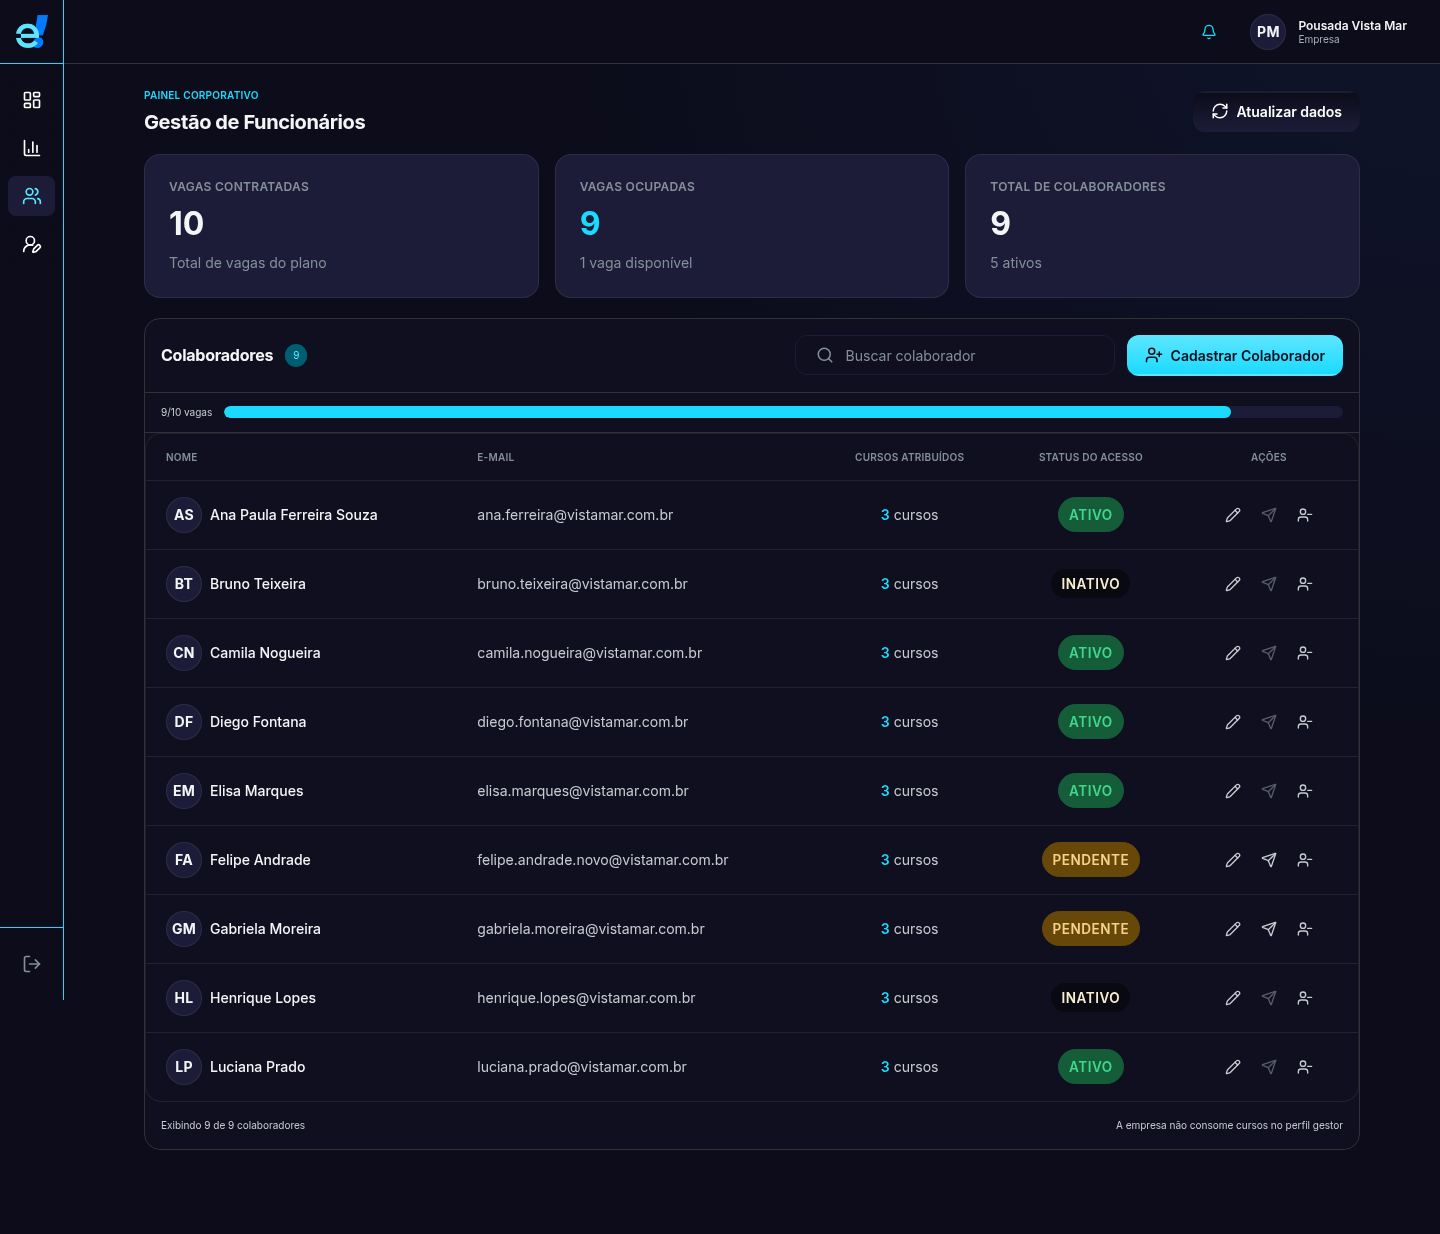 e!
PM
Pousada Vista Mar
Empresa
PAINEL CORPORATIVO
Gestão de Funcionários
Atualizar dados
VAGAS CONTRATADAS
10
Total de vagas do plano
VAGAS OCUPADAS
9
1 vaga disponível
TOTAL DE COLABORADORES
9
5 ativos
Colaboradores 9
Buscar colaborador
Cadastrar Colaborador
9/10 vagas
NOME E-MAIL CURSOS ATRIBUÍDOS STATUS DO ACESSO AÇÕES
AS Ana Paula Ferreira Souza ana.ferreira@vistamar.com.br 3 cursos ATIVO
BT Bruno Teixeira bruno.teixeira@vistamar.com.br 3 cursos INATIVO
CN Camila Nogueira camila.nogueira@vistamar.com.br 3 cursos ATIVO
DF Diego Fontana diego.fontana@vistamar.com.br 3 cursos ATIVO
EM Elisa Marques elisa.marques@vistamar.com.br 3 cursos ATIVO
FA Felipe Andrade felipe.andrade.novo@vistamar.com.br 3 cursos PENDENTE
GM Gabriela Moreira gabriela.moreira@vistamar.com.br 3 cursos PENDENTE
HL Henrique Lopes henrique.lopes@vistamar.com.br 3 cursos INATIVO
LP Luciana Prado luciana.prado@vistamar.com.br 3 cursos ATIVO
Exibindo 9 de 9 colaboradores
A empresa não consome cursos no perfil gestor